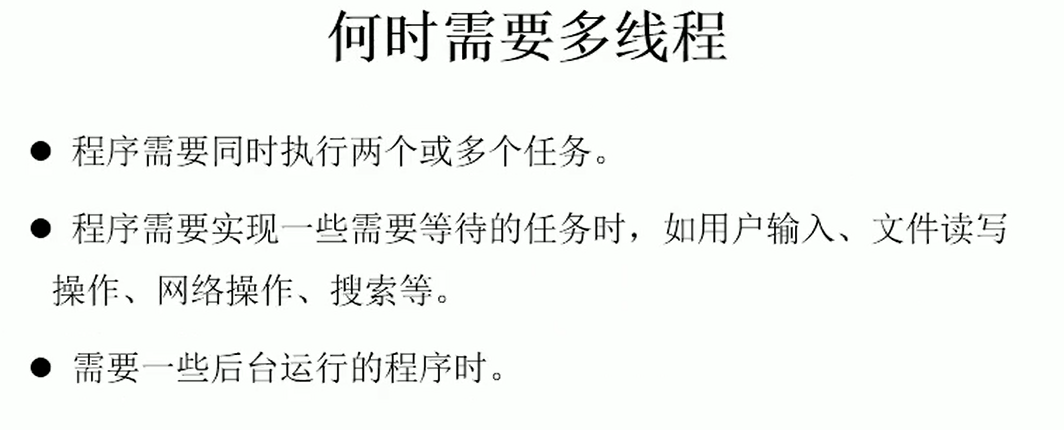 何时需要多线程
● 程序需要同时执行两个或多个任务。
● 程序需要实现一些需要等待的任务时，如用户输入、文件读写
操作、网络操作、搜索等。
● 需要一些后台运行的程序时。